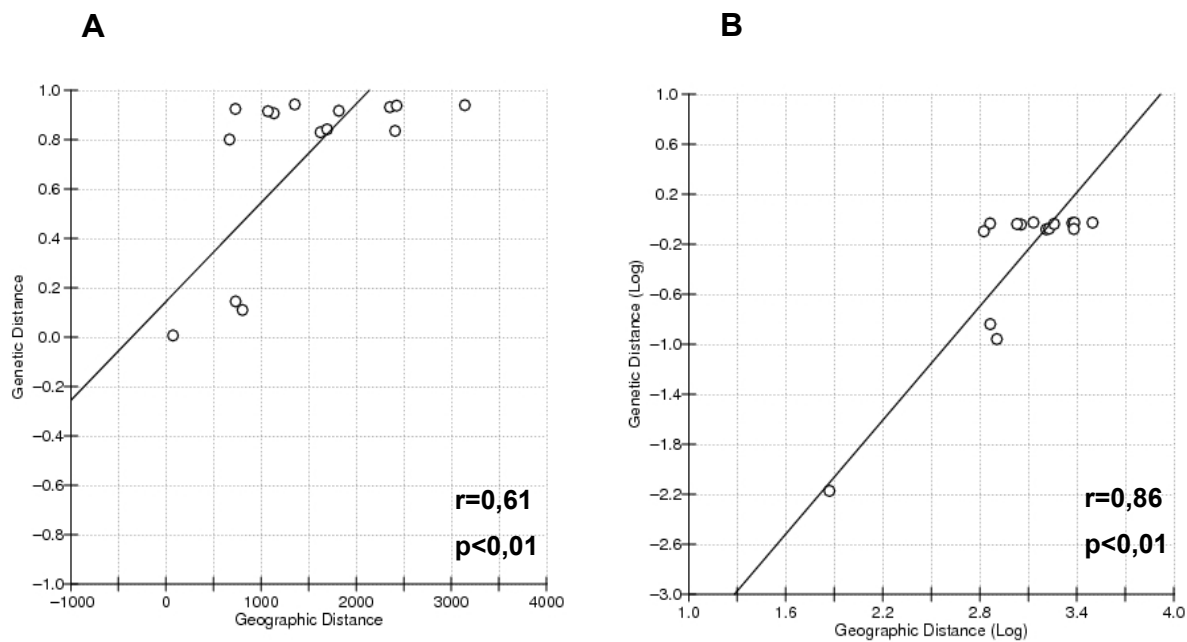 A
1.0
0.8
0.6
0.4
0.2
0.0
−0.2
−0.4
−0.6
−0.8
−1.0
Genetic Distance
−1000 0 1000 2000 3000 4000
Geographic Distance
r=0,61
p<0,01
B
1.0
0.6
0.2
−0.2
−0.6
−1.0
−1.4
−1.8
−2.2
−2.6
−3.0
Genetic Distance (Log)
1.0 1.6 2.2 2.8 3.4 4.0
Geographic Distance (Log)
r=0,86
p<0,01